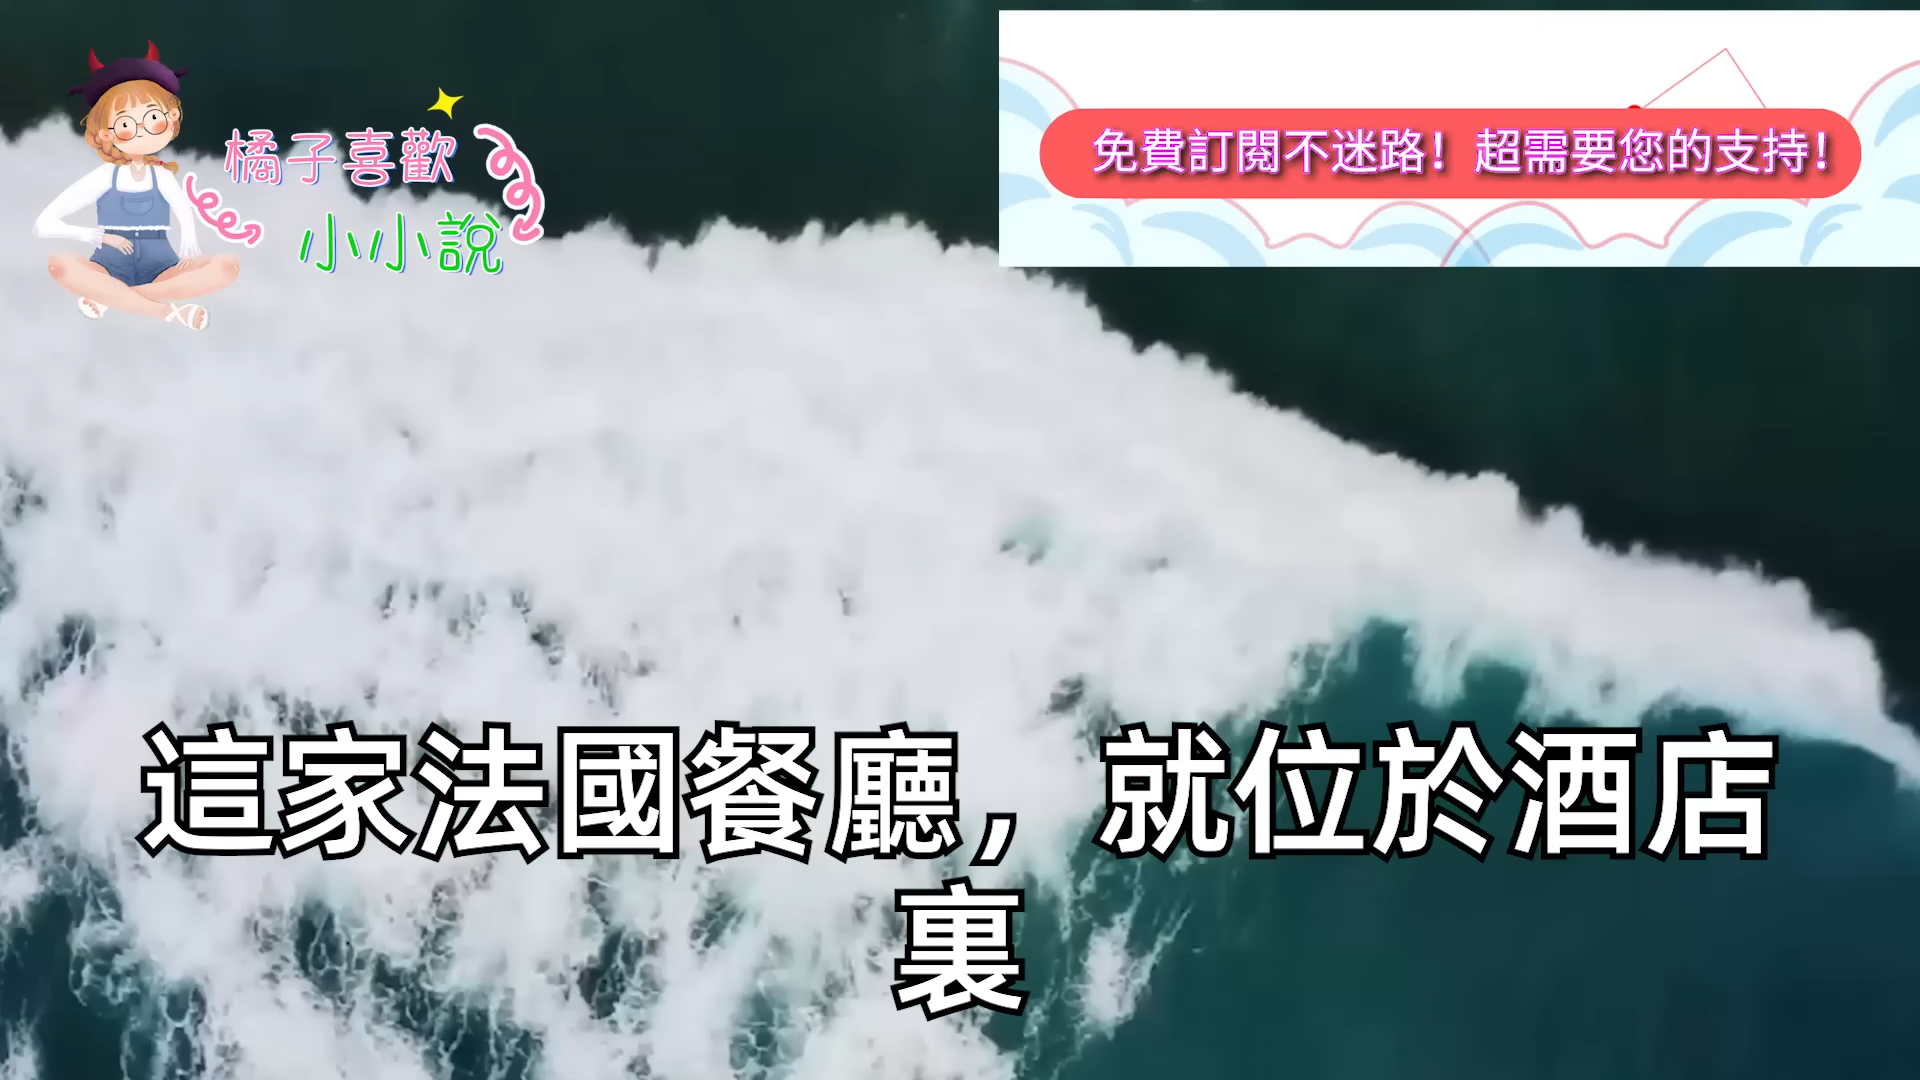 橘子喜歡
小小說
免費訂閱不迷路！超需要您的支持！
這家法國餐廳，就位於酒店
裏